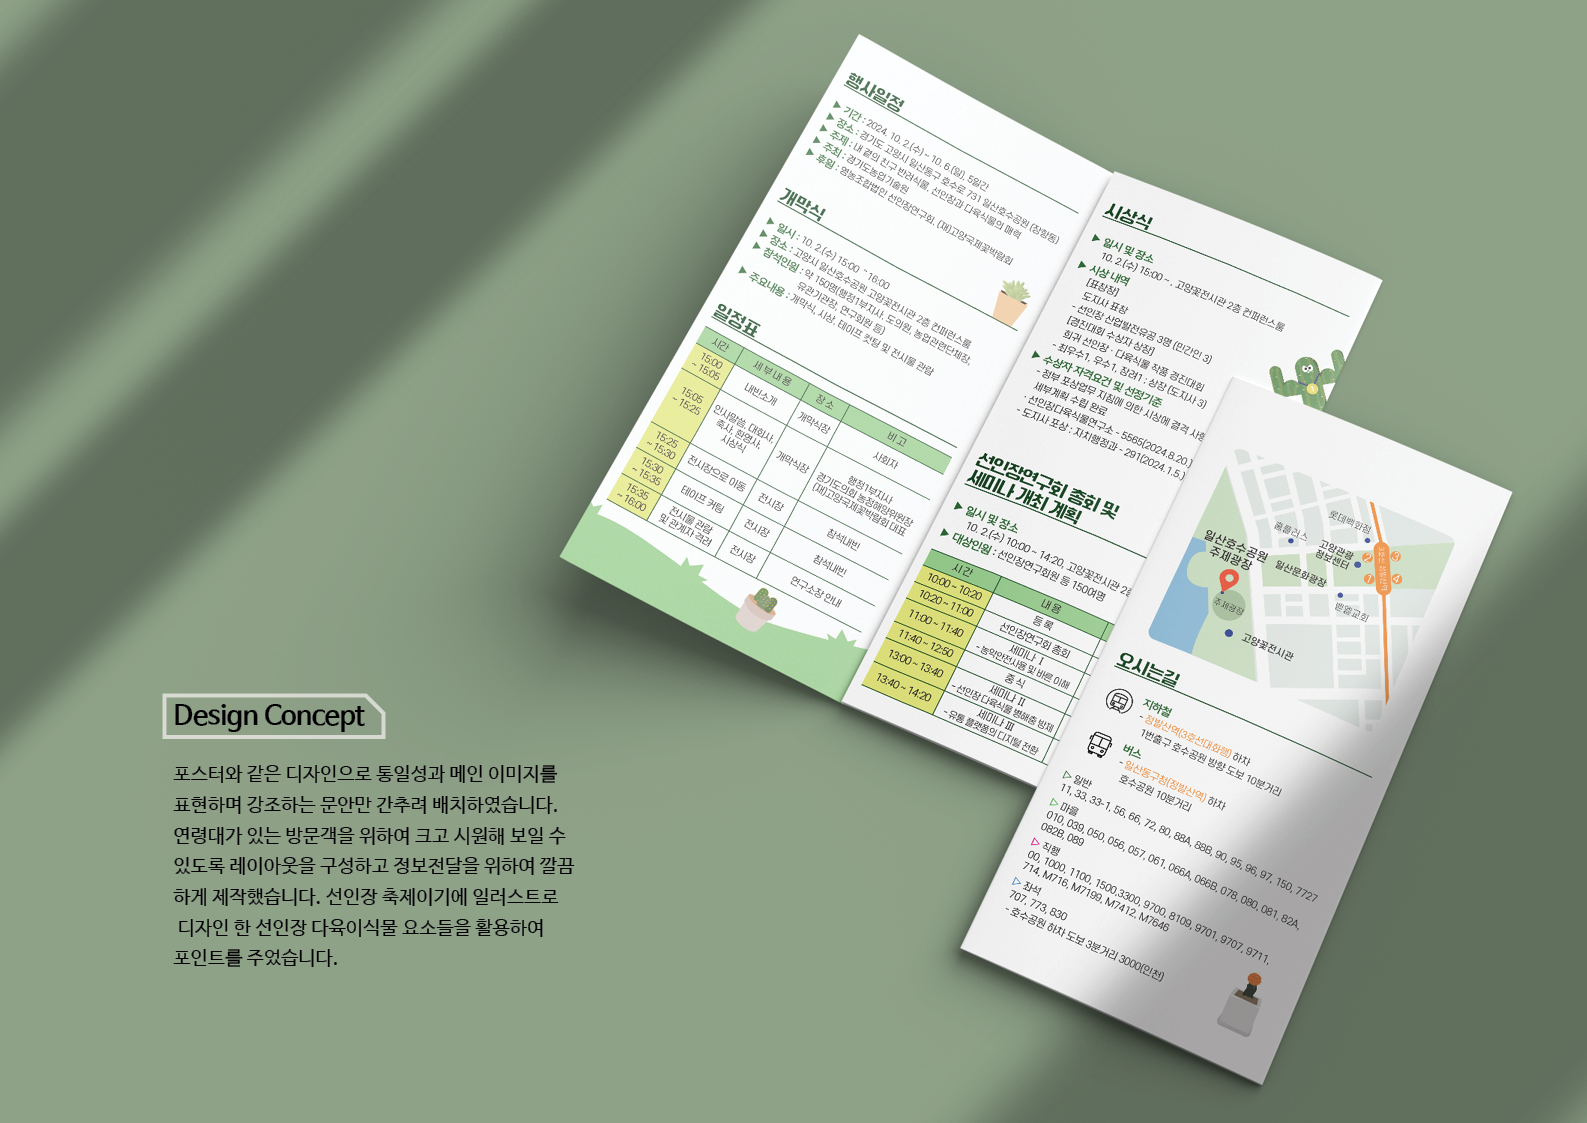 행사일정
▶ 기간 : 2024. 10. 2.(수) ~ 10. 6.(일), 5일간
▶ 장소 : 경기도 고양시 일산동구 호수로 731 일산호수공원 (장항동)
▶ 주제 : 내 곁의 친구 반려식물, 선인장과 다육식물의 매력
▶ 주최 : 경기도농업기술원
▶ 후원 : 영농조합법인 선인장연구회, (재)고양국제꽃박람회
개막식
▶ 일시 : 10. 2.(수) 15:00 ~ 16:00
▶ 장소 : 고양시 일산호수공원 고양꽃전시관 2층 컨퍼런스룸
▶ 참석인원 : 약 150명(행정1부지사, 도의원, 농업관련단체장,
유관기관장, 연구회원 등)
▶ 주요내용 : 개막식, 시상, 테이프 컷팅 및 전시물 관람
일정표
시간 세부내용 장소 비고
15:00 ~ 15:05 내빈소개 개막식장 사회자
15:05 ~ 15:25 인사말씀, 대회사, 축사, 환영사, 시상식 개막식장 행정1부지사 경기도의회 농정해양위원장 (재)고양국제꽃박람회 대표
15:25 ~ 15:30 전시장으로 이동 전시장 참석내빈
15:30 ~ 15:35 테이프 커팅 전시장 참석내빈
15:35 ~ 16:00 전시물 관람 및 관계자 격려 전시장 연구소장 안내
시상식
▶ 일시 및 장소
10. 2.(수) 15:00 ~ , 고양꽃전시관 2층 컨퍼런스룸
▶ 시상 내역
[표창장]
도지사 표창
- 선인장 산업발전유공 3명 (민간인 3)
[경진대회 수상자 상장]
희귀 선인장 · 다육식물 작품 경진대회
- 최우수1, 우수 1, 장려1 : 상장 (도지사 3)
▶ 수상자 자격요건 및 선정기준
- 정부 포상업무 지침에 의한 시상에 결격 사항
세부계획 수립 완료
· 선인장다육식물연구소 - 5565(2024.8.20.)
- 도지사 포상 : 자치행정과 - 291(2024.1.5.)
선인장연구회 총회 및
세미나 개최 계획
▶ 일시 및 장소
10. 2.(수) 10:00 ~ 14:20, 고양꽃전시관 2층
▶ 대상인원 : 선인장연구회원 등 150여명
시간 내용
10:00 ~ 10:20 등 록
10:20 ~ 11:00 선인장연구회 총회
11:00 ~ 11:40 세미나 Ⅰ - 농약안전사용 및 바른 이해
11:40 ~ 12:50 중 식
13:00 ~ 13:40 세미나 Ⅱ - 선인장 다육식물 병해충 방제
13:40 ~ 14:20 세미나 Ⅲ - 유통 플랫폼의 디지털 전환
롯데백화점
홈플러스
고양관광
정보센터
일산호수공원
주제광장
일산문화광장
2
3
1
4
주제광장
벧엘교회
고양꽃전시관
오시는길
지하철
- 정발산역(3호선대화행) 하차
1번출구 호수공원 방향 도보 10분거리
버스
- 일산동구청(정발산역) 하차
호수공원 10분거리
▷ 일반
11, 33, 33-1, 56, 66, 72, 80, 88A, 88B, 90, 95, 96, 97, 150, 7727
▷ 마을
010, 039, 050, 056, 057, 061, 066A, 066B, 078, 080, 081, 82A,
082B, 089
▷ 직행
00, 1000, 1100, 1500,3300, 9700, 8109, 9701, 9707, 9711,
714, M716, M7199, M7412, M7646
▷ 좌석
707, 773, 830
- 호수공원 하차 도보 3분거리 3000(인천)
Design Concept
포스터와 같은 디자인으로 통일성과 메인 이미지를
표현하며 강조하는 문안만 간추려 배치하였습니다.
연령대가 있는 방문객을 위하여 크고 시원해 보일 수
있도록 레이아웃을 구성하고 정보전달을 위하여 깔끔
하게 제작했습니다. 선인장 축제이기에 일러스트로
디자인 한 선인장 다육이식물 요소들을 활용하여
포인트를 주었습니다.